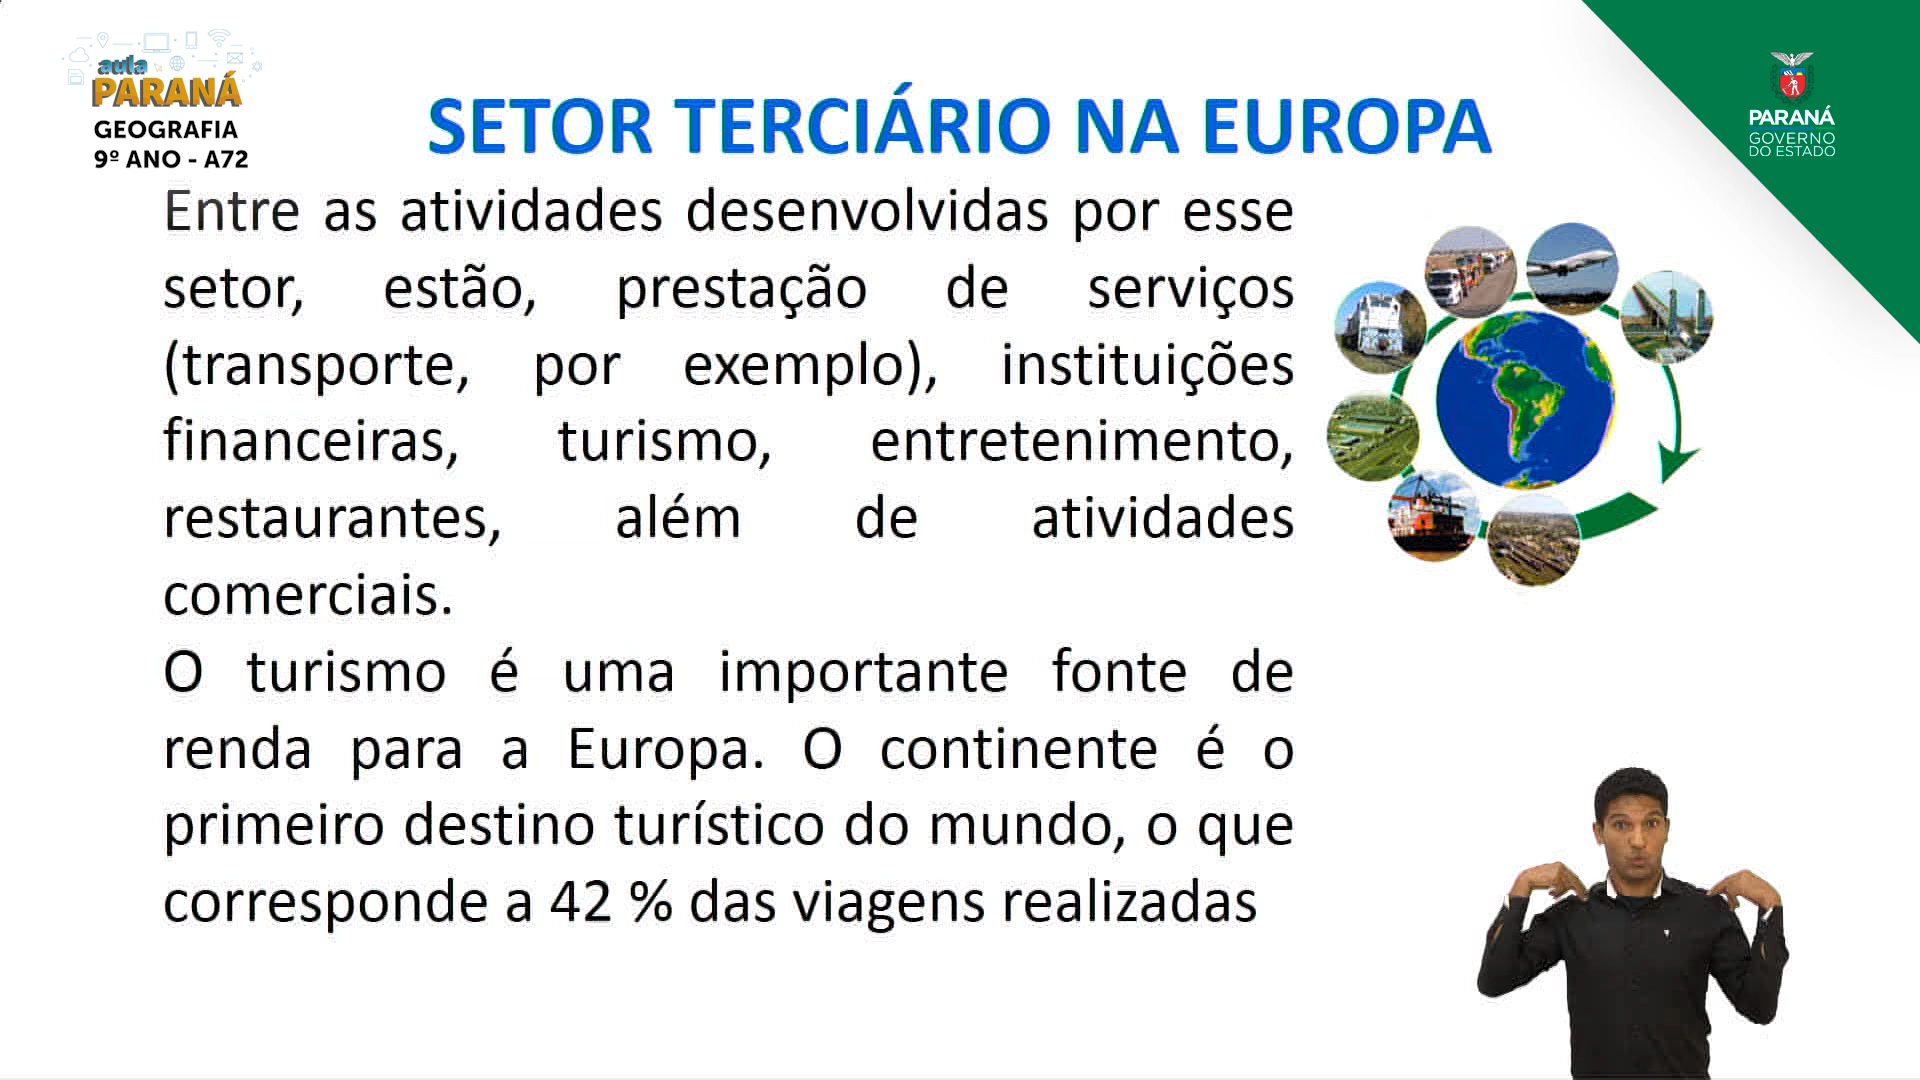 aula
PARANÁ
GEOGRAFIA
9º ANO - A72
SETOR TERCIÁRIO NA EUROPA
PARANÁ
GOVERNO
DO ESTADO
Entre as atividades desenvolvidas por esse
setor, estão, prestação de serviços
(transporte, por exemplo), instituições
financeiras, turismo, entretenimento,
restaurantes, além de atividades
comerciais.
O turismo é uma importante fonte de
renda para a Europa. O continente é o
primeiro destino turístico do mundo, o que
corresponde a 42 % das viagens realizadas